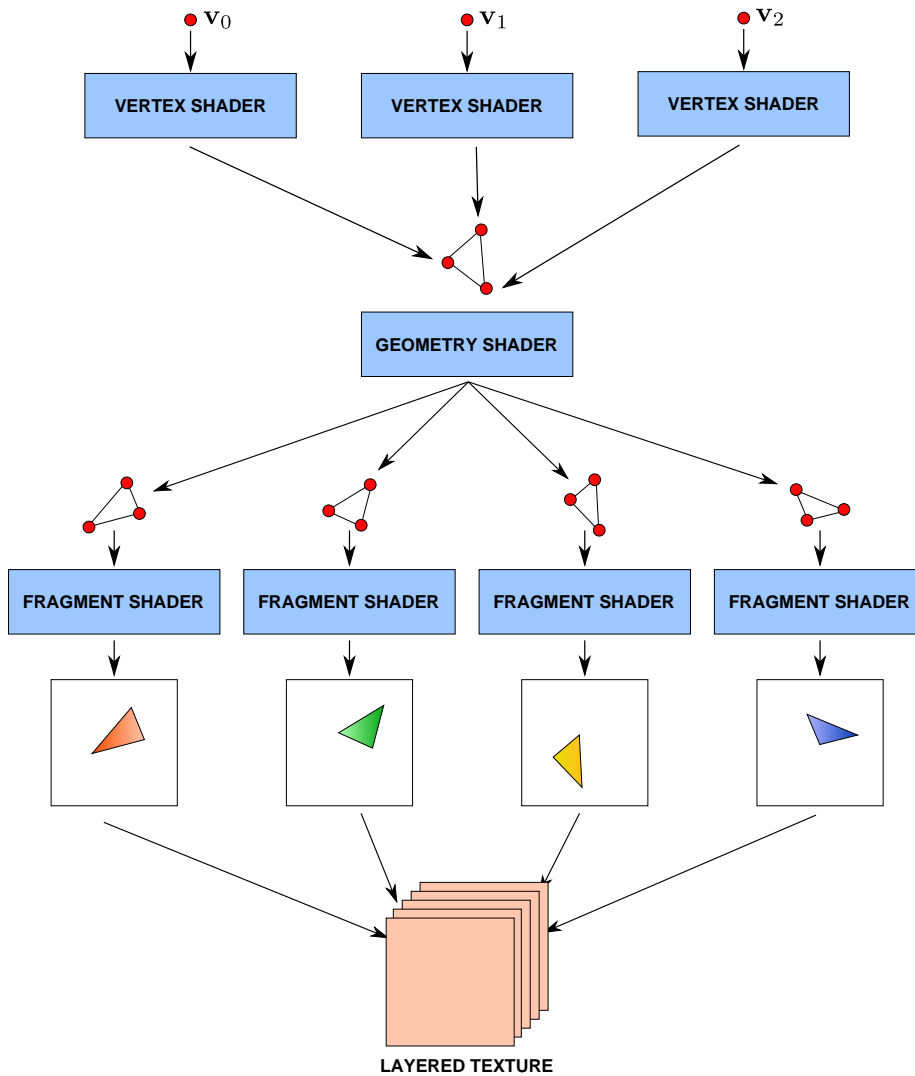 v0
v1
v2
VERTEX SHADER
VERTEX SHADER
VERTEX SHADER
GEOMETRY SHADER
FRAGMENT SHADER
FRAGMENT SHADER
FRAGMENT SHADER
FRAGMENT SHADER
LAYERED TEXTURE